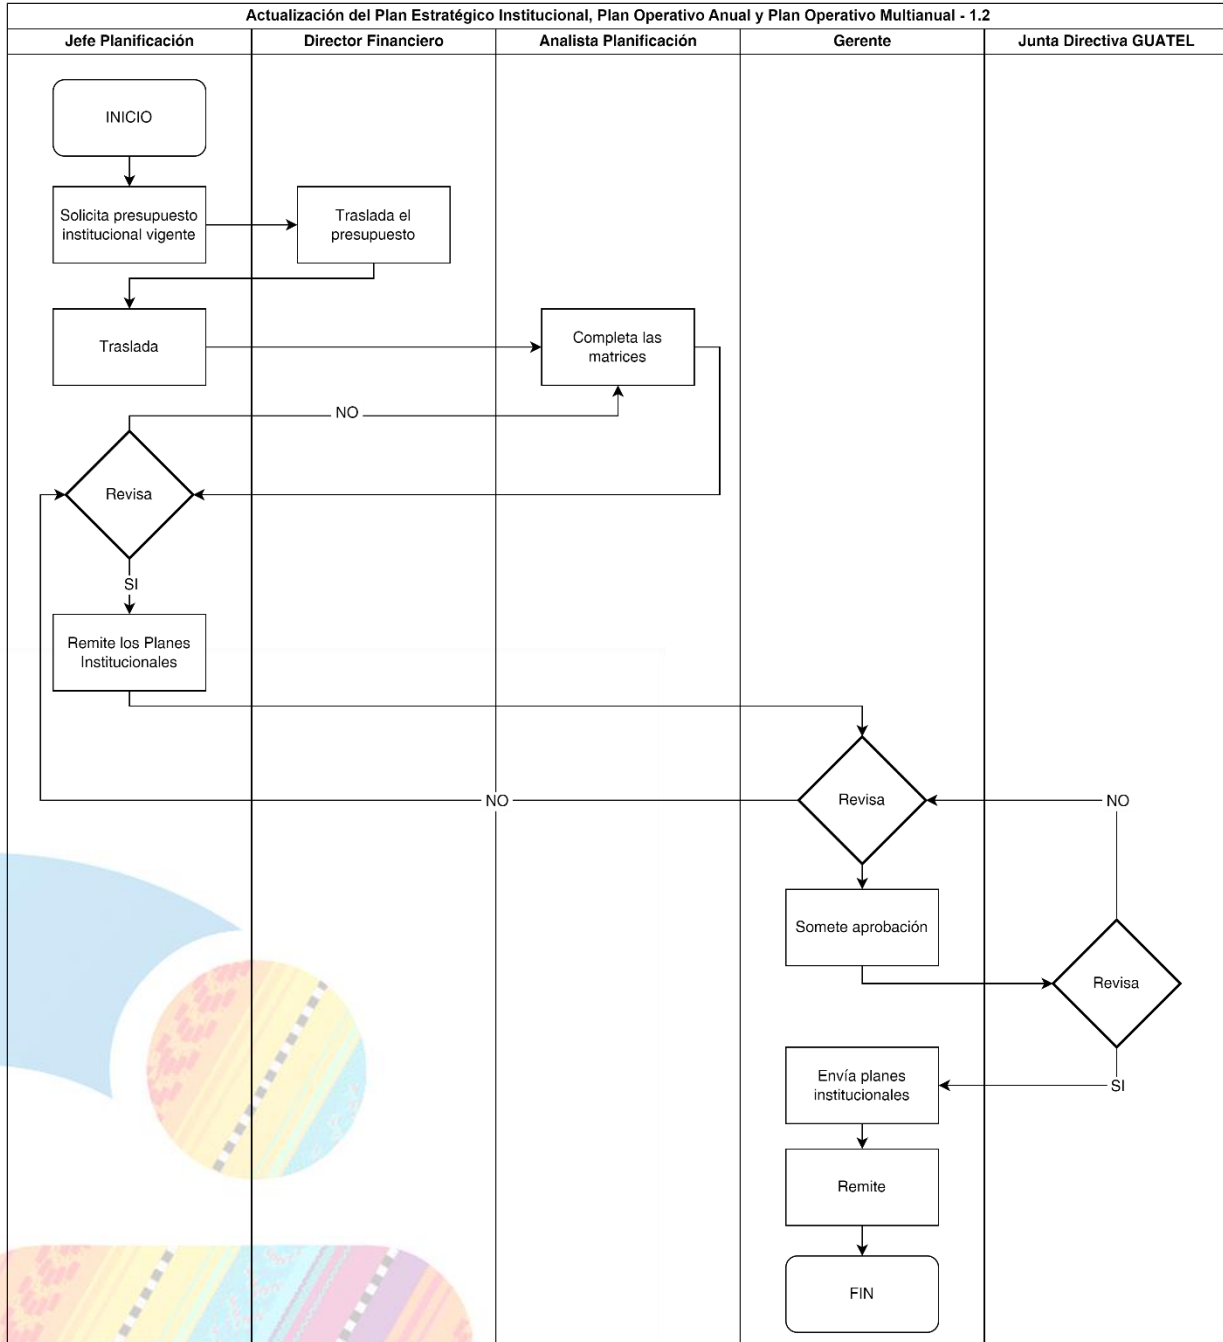 Actualización del Plan Estratégico Institucional, Plan Operativo Anual y Plan Operativo Multianual - 1.2
Jefe Planificación
Director Financiero
Analista Planificación
Gerente
Junta Directiva GUATEL
INICIO
Solicita presupuesto
institucional vigente
Traslada el
presupuesto
Traslada
Completa las
matrices
NO
Revisa
SI
Remite los Planes
Institucionales
NO
Revisa
NO
Somete aprobación
Revisa
Envía planes
institucionales
SI
Remite
FIN